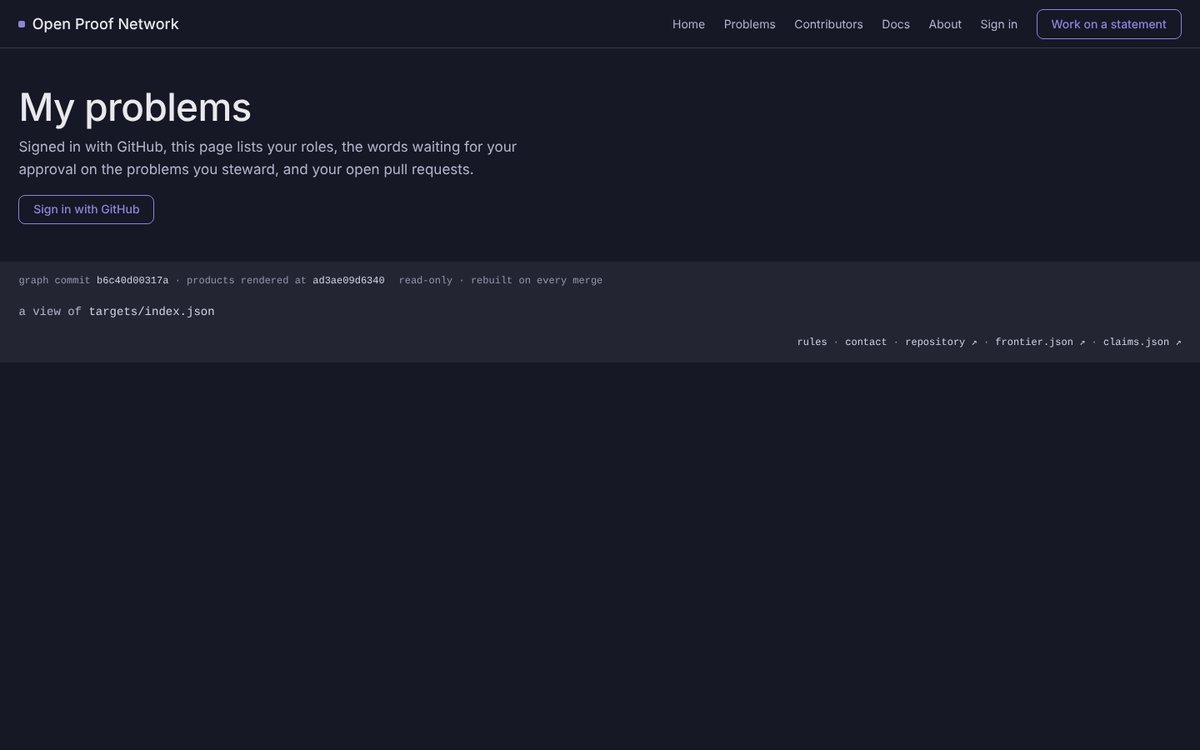 Open Proof Network
Home Problems Contributors Docs About Sign in Work on a statement
My problems
Signed in with GitHub, this page lists your roles, the words waiting for your
approval on the problems you steward, and your open pull requests.
Sign in with GitHub
graph commit b6c40d00317a · products rendered at ad3ae09d6340 read-only · rebuilt on every merge
a view of targets/index.json
rules · contact · repository ↗ · frontier.json ↗ · claims.json ↗